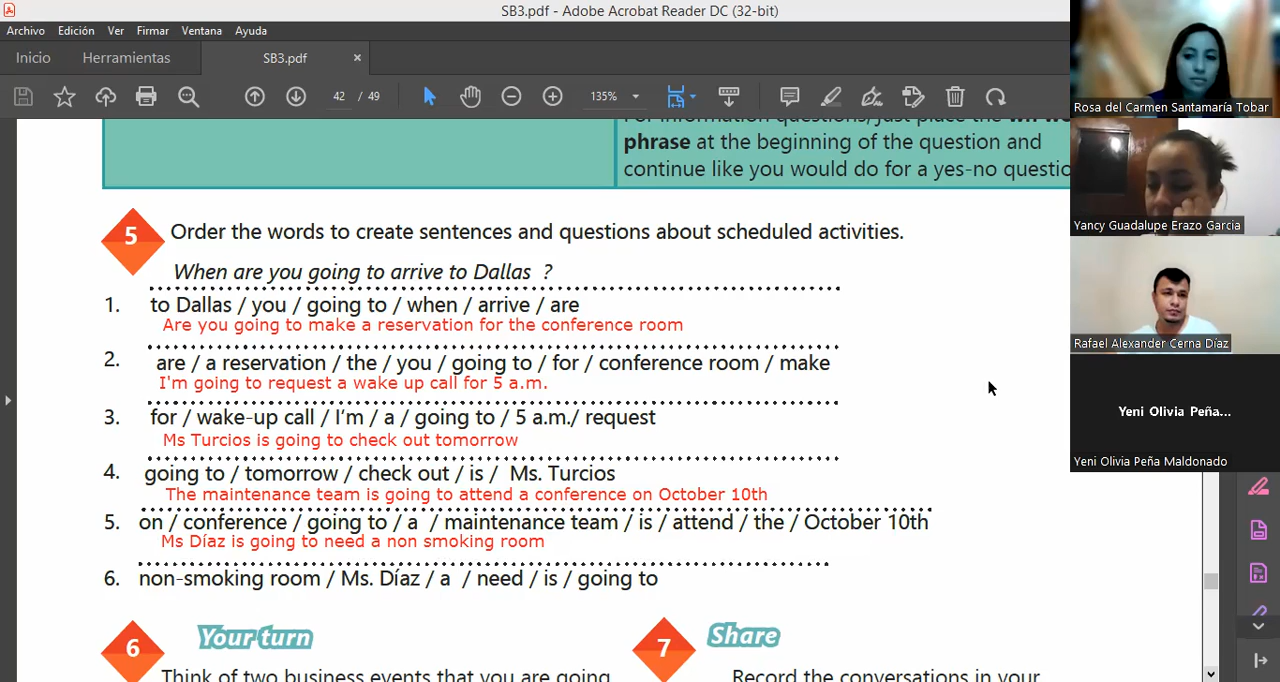 SB3.pdf - Adobe Acrobat Reader DC (32-bit)
Archivo Edición Ver Firmar Ventana Ayuda
Inicio Herramientas SB3.pdf ×
42 / 49 135%
For information questions, just place the wh-wo
phrase at the beginning of the question and
continue like you would do for a yes-no questio
5 Order the words to create sentences and questions about scheduled activities.
When are you going to arrive to Dallas ?
1. to Dallas / you / going to / when / arrive / are
Are you going to make a reservation for the conference room
2. are / a reservation / the / you / going to / for / conference room / make
I'm going to request a wake up call for 5 a.m.
3. for / wake-up call / I'm / a / going to / 5 a.m./ request
Ms Turcios is going to check out tomorrow
4. going to / tomorrow / check out / is / Ms. Turcios
The maintenance team is going to attend a conference on October 10th
5. on / conference / going to / a / maintenance team / is / attend / the / October 10th
Ms Díaz is going to need a non smoking room
6. non-smoking room / Ms. Díaz / a / need / is / going to
6 Your turn
Think of two business events that you are going
7 Share
Record the conversations in your
Rosa del Carmen Santamaría Tobar
Yancy Guadalupe Erazo Garcia
Rafael Alexander Cerna Díaz
Yeni Olivia Peña...
Yeni Olivia Peña Maldonado